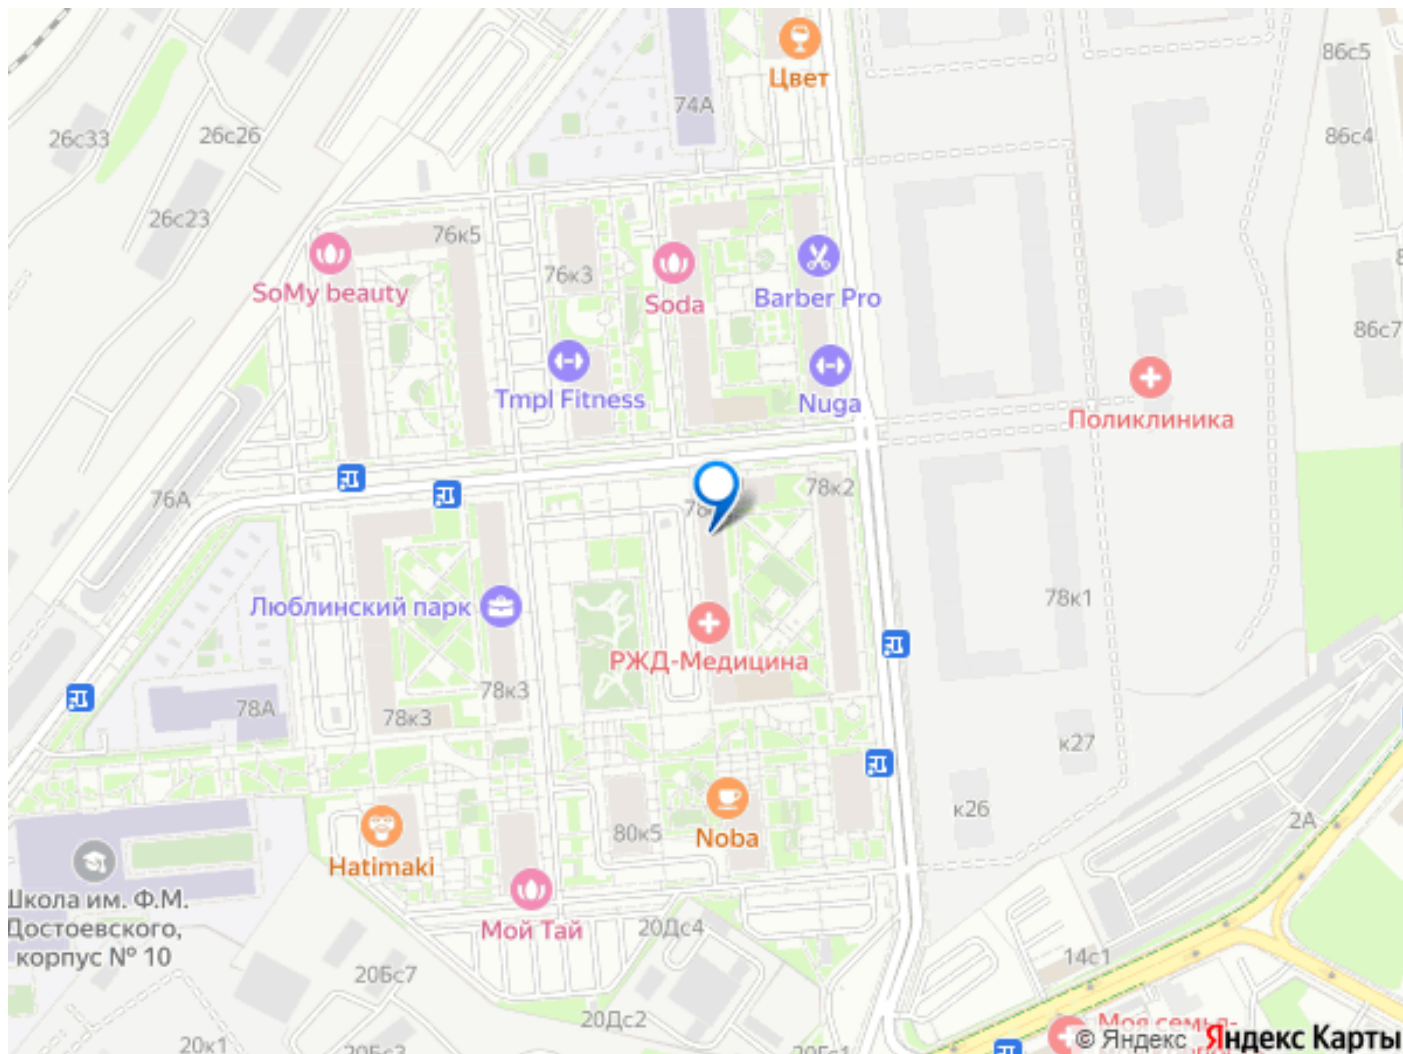 86с5
Цвет
74А
26с33
26с26
86с4
26с23
76к5
76к3
SoMy beauty
Soda
Barber Pro
86с7
Tmpl Fitness
Nuga
Поликлиника
76А
78к2
Люблинский парк
78к1
РЖД-Медицина
78к3
78А
78к3
к27
к26
2А
80к5
Noba
Hatimaki
Школа им. Ф.М.
Достоевского,
корпус № 10
Мой Тай
20Дс4
14с1
20Бс7
20Дс2
20к1
© Яндекс
Яндекс Карты